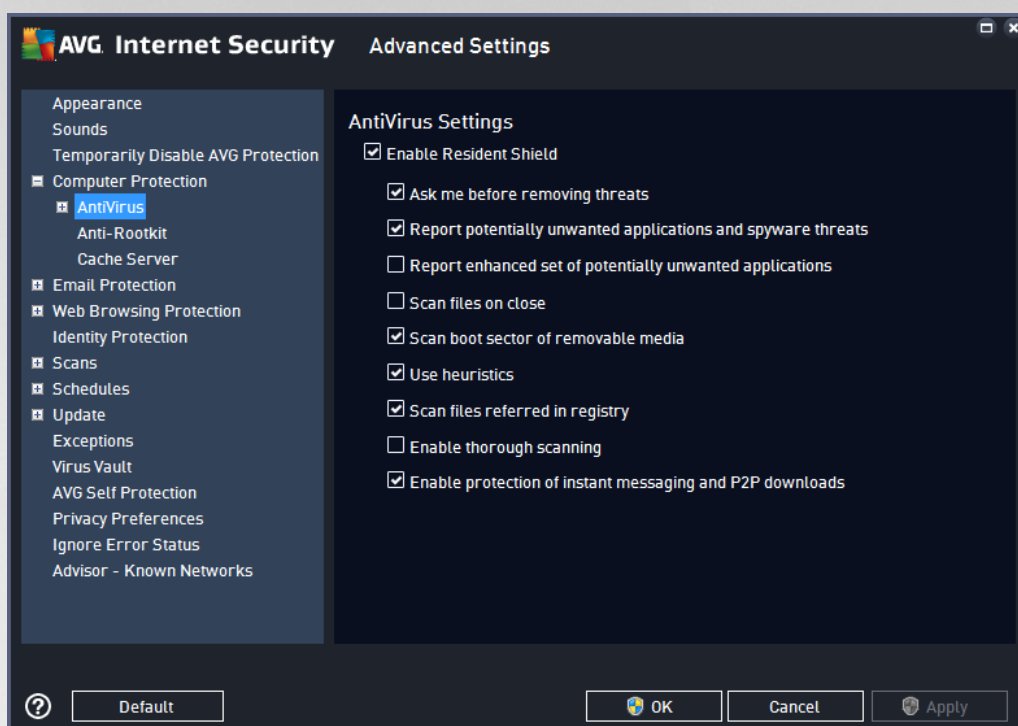 AVG. Internet Security Advanced Settings
Appearance
Sounds
Temporarily Disable AVG Protection
Computer Protection
AntiVirus
Anti-Rootkit
Cache Server
Email Protection
Web Browsing Protection
Identity Protection
Scans
Schedules
Update
Exceptions
Virus Vault
AVG Self Protection
Privacy Preferences
Ignore Error Status
Advisor - Known Networks
AntiVirus Settings
Enable Resident Shield
Ask me before removing threats
Report potentially unwanted applications and spyware threats
Report enhanced set of potentially unwanted applications
Scan files on close
Scan boot sector of removable media
Use heuristics
Scan files referred in registry
Enable thorough scanning
Enable protection of instant messaging and P2P downloads
? Default OK Cancel Apply